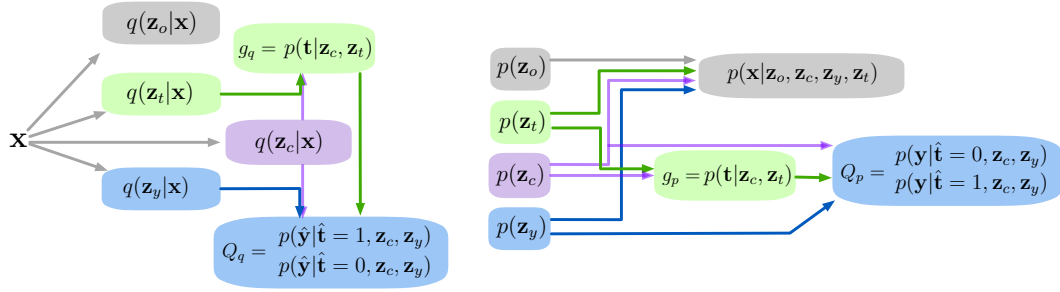 x
q(z_o|x)
q(z_t|x)
q(z_c|x)
q(z_y|x)
g_q = p(t|z_c, z_t)
Q_q = p(ŷ|t̂ = 1, z_c, z_y)
p(ŷ|t̂ = 0, z_c, z_y)
p(z_o)
p(z_t)
p(z_c)
p(z_y)
p(x|z_o, z_c, z_y, z_t)
g_p = p(t|z_c, z_t)
Q_p = p(y|t̂ = 0, z_c, z_y)
p(y|t̂ = 1, z_c, z_y)